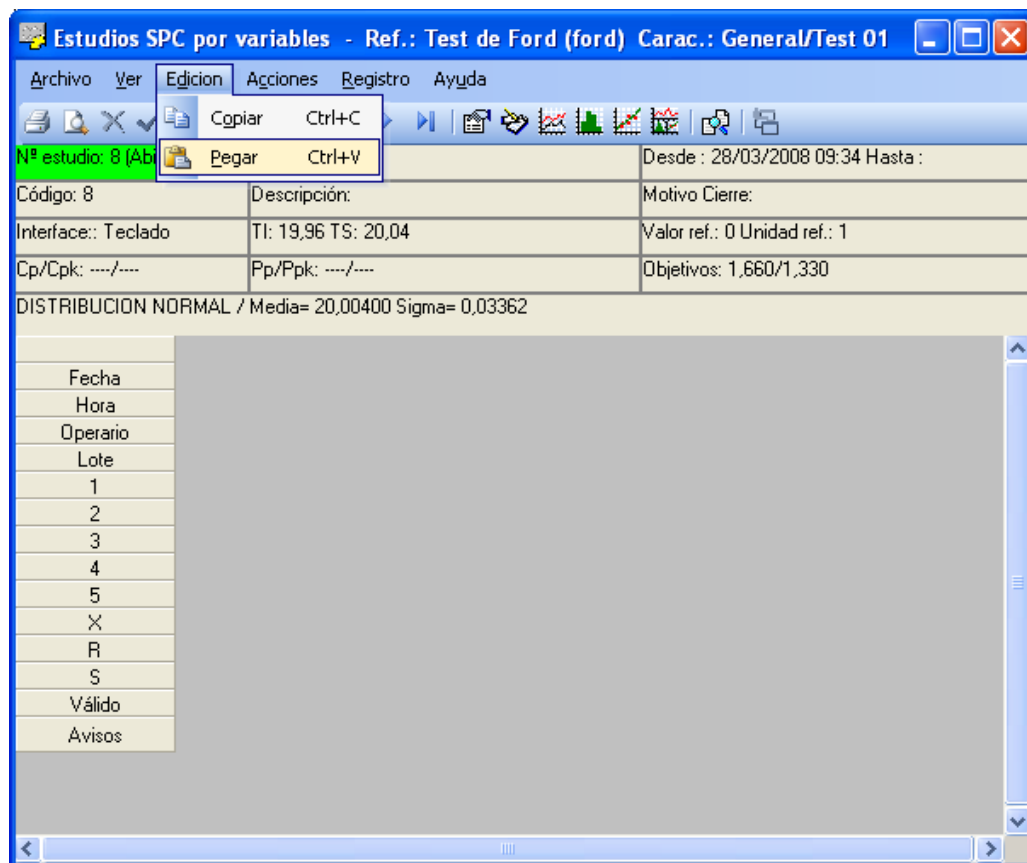 Estudios SPC por variables - Ref.: Test de Ford (ford) Carac.: General/Test 01
Archivo Ver Edicion Acciones Registro Ayuda
Copiar Ctrl+C
Pegar Ctrl+V
Nº estudio: 8 (Abi
Desde : 28/03/2008 09:34 Hasta :
Código: 8 Descripción: Motivo Cierre:
Interface:: Teclado TI: 19,96 TS: 20,04 Valor ref.: 0 Unidad ref.: 1
Cp/Cpk: ----/---- Pp/Ppk: ----/---- Objetivos: 1,660/1,330
DISTRIBUCION NORMAL / Media= 20,00400 Sigma= 0,03362
Fecha
Hora
Operario
Lote
1
2
3
4
5
X
R
S
Válido
Avisos